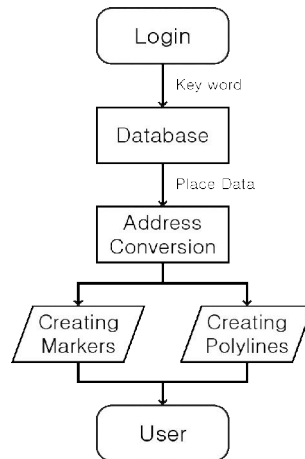 Login
Key word
Database
Place Data
Address
Conversion
Creating
Markers
Creating
Polylines
User